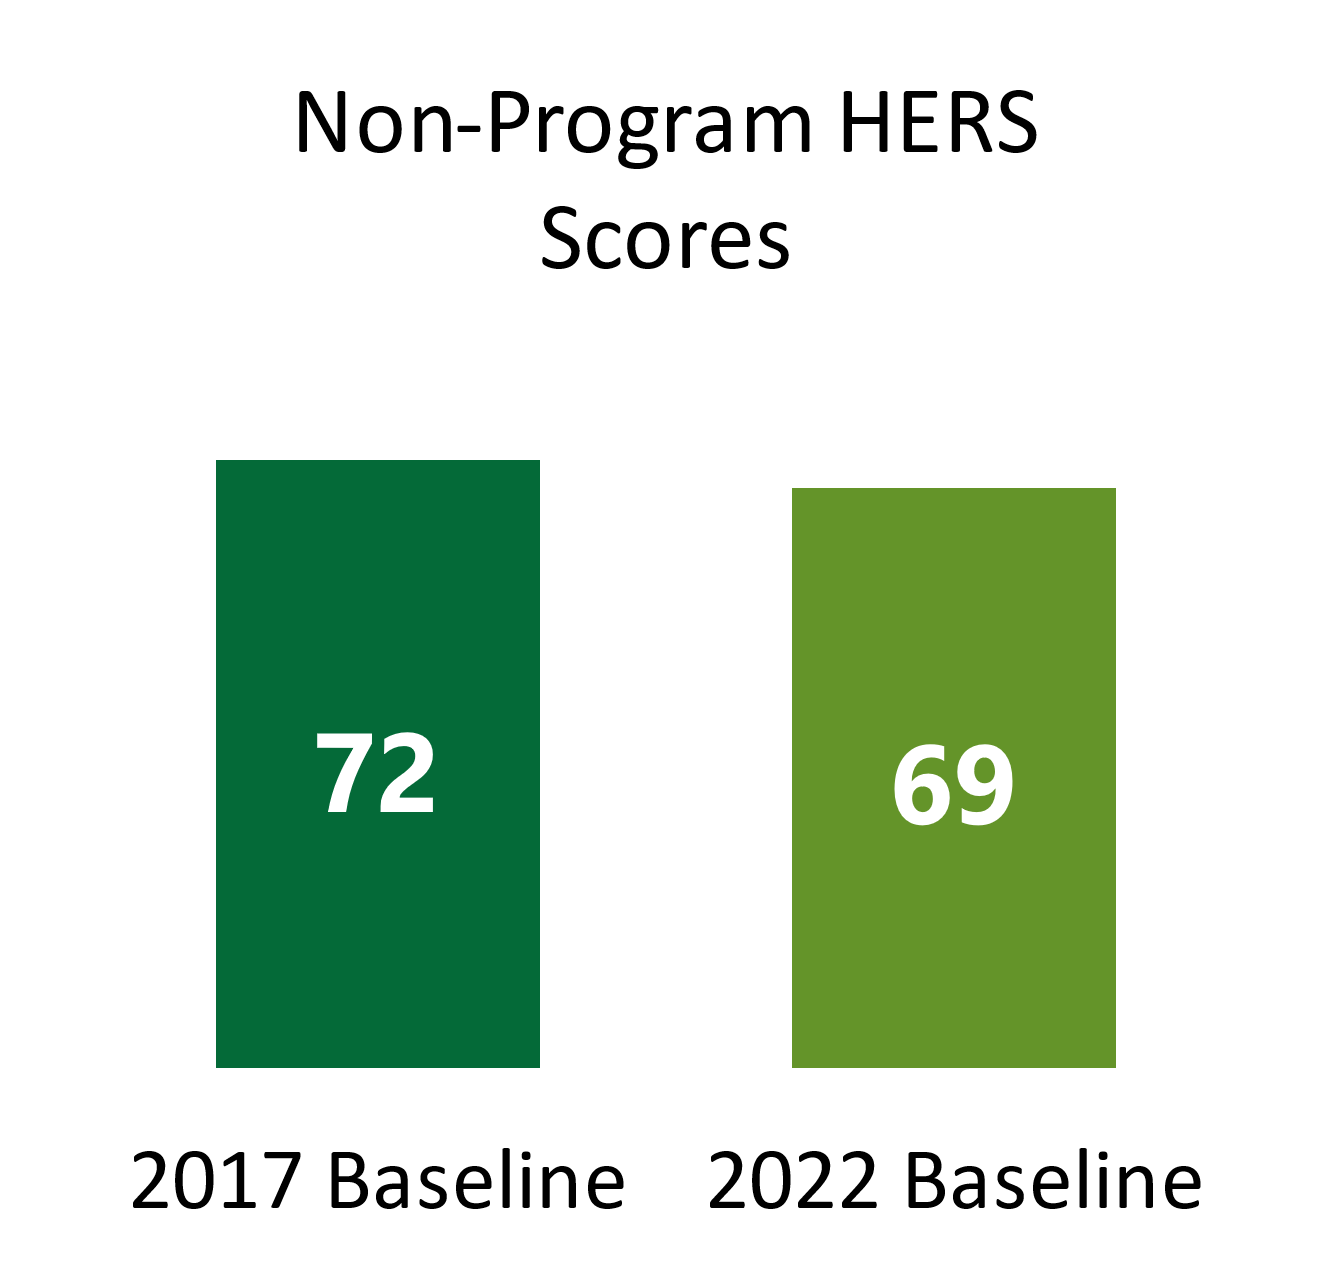 Non-Program HERS
Scores
72
69
2017 Baseline
2022 Baseline